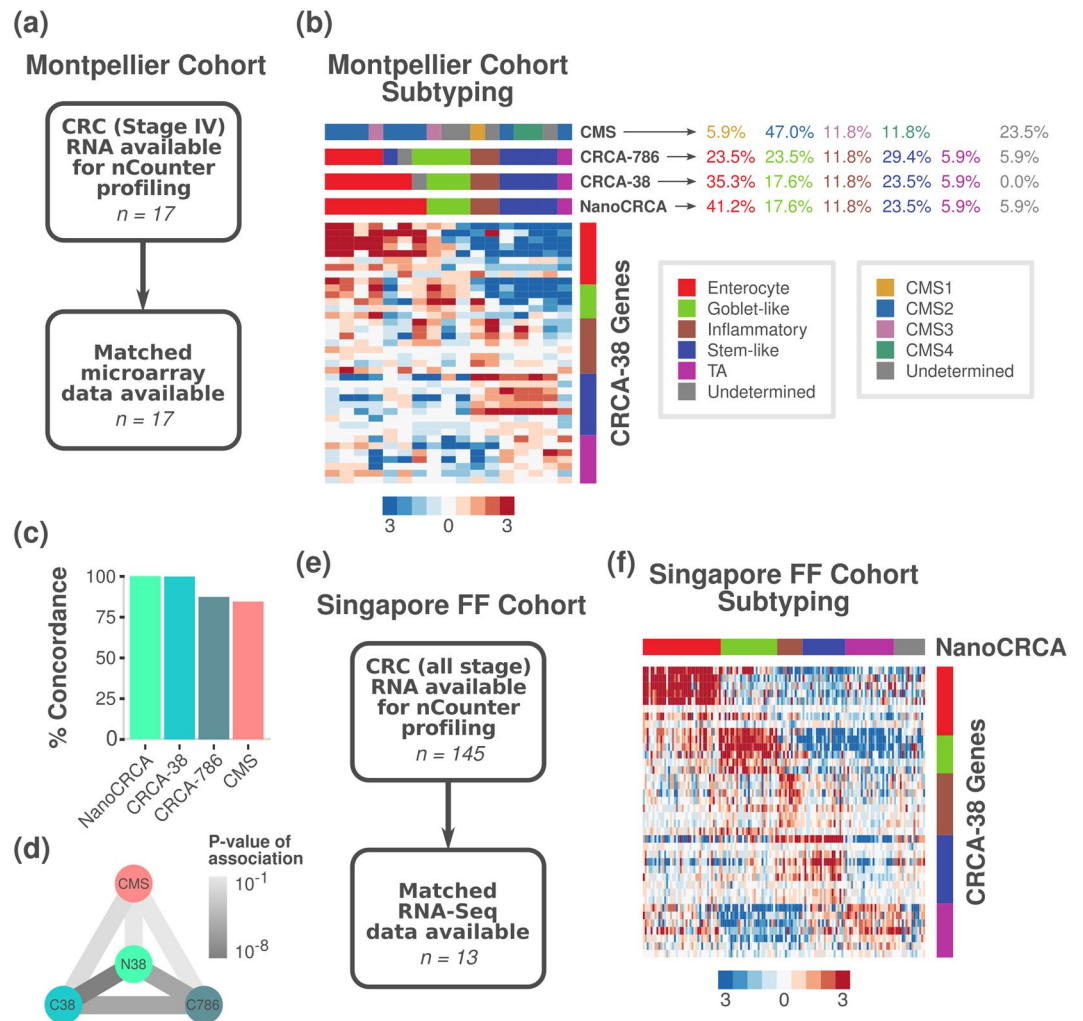 (a)
Montpellier Cohort
CRC (Stage IV)
RNA available
for nCounter
profiling
n = 17
Matched
microarray
data available
n = 17
(b)
Montpellier Cohort
Subtyping
CMS 5.9% 47.0% 11.8% 11.8% 23.5%
CRCA-786 23.5% 23.5% 11.8% 29.4% 5.9% 5.9%
CRCA-38 35.3% 17.6% 11.8% 23.5% 5.9% 0.0%
NanoCRCA 41.2% 17.6% 11.8% 23.5% 5.9% 5.9%
CRCA-38 Genes
Enterocyte
Goblet-like
Inflammatory
Stem-like
TA
Undetermined
CMS1
CMS2
CMS3
CMS4
Undetermined
3 0 3
(c)
% Concordance
100
75
50
25
0
NanoCRCA
CRCA-38
CRCA-786
CMS
(d)
P-value of
association
10-1
10-8
CMS
N38
C38
C786
(e)
Singapore FF Cohort
CRC (all stage)
RNA available
for nCounter
profiling
n = 145
Matched
RNA-Seq
data available
n = 13
(f)
Singapore FF Cohort
Subtyping
NanoCRCA
CRCA-38 Genes
3 0 3